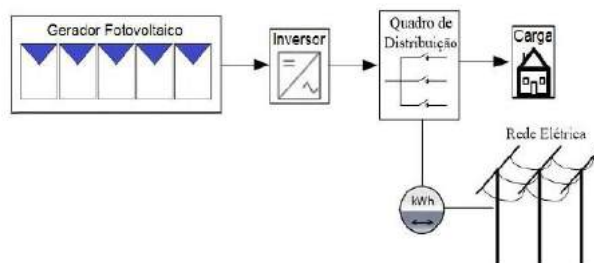 Gerador Fotovoltaico
Inversor
Quadro de
Distribuição
Carga
Rede Elétrica
kWh